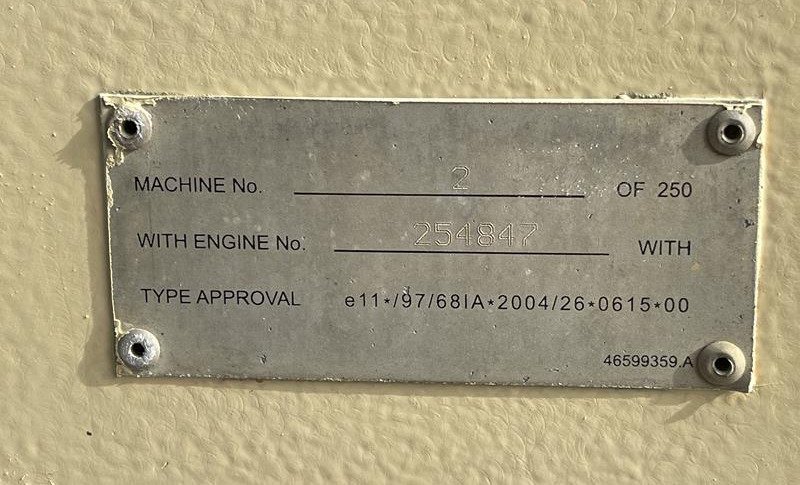 MACHINE No. 2 OF 250
WITH ENGINE No. 254847 WITH
TYPE APPROVAL e11*/97/68IA*2004/26*0615*00
46599359.A